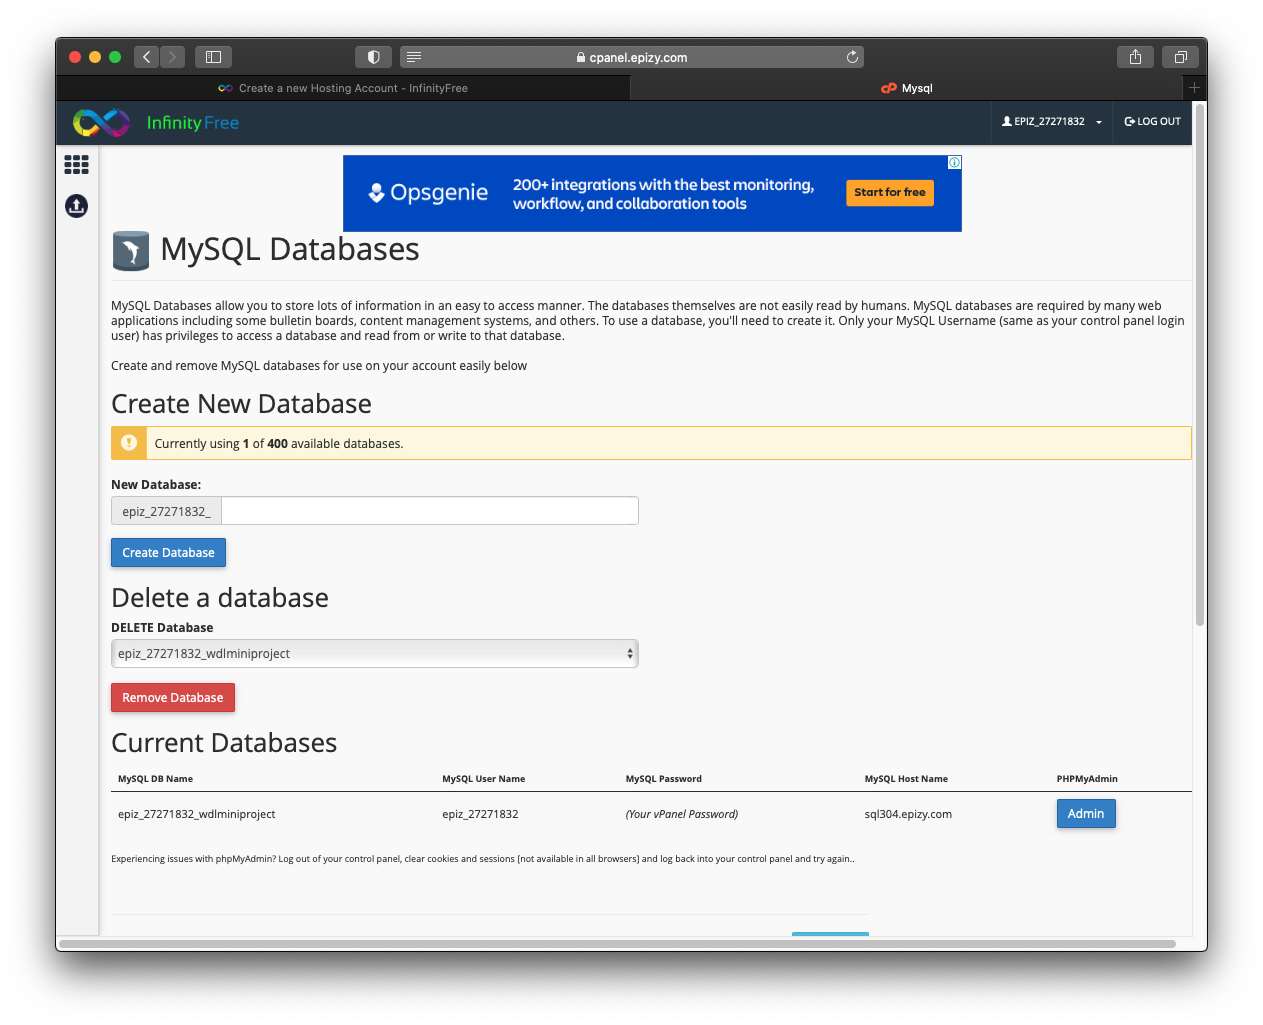 cpanel.epizy.com
Create a new Hosting Account - InfinityFree
cP Mysql
InfinityFree
EPIZ_27271832
LOG OUT
Opsgenie
200+ integrations with the best monitoring,
workflow, and collaboration tools
Start for free
MySQL Databases
MySQL Databases allow you to store lots of information in an easy to access manner. The databases themselves are not easily read by humans. MySQL databases are required by many web
applications including some bulletin boards, content management systems, and others. To use a database, you'll need to create it. Only your MySQL Username (same as your control panel login
user) has privileges to access a database and read from or write to that database.
Create and remove MySQL databases for use on your account easily below
Create New Database
Currently using 1 of 400 available databases.
New Database:
epiz_27271832_
Create Database
Delete a database
DELETE Database
epiz_27271832_wdlminiproject
Remove Database
Current Databases
MySQL DB Name MySQL User Name MySQL Password MySQL Host Name PHPMyAdmin
epiz_27271832_wdlminiproject epiz_27271832 (Your vPanel Password) sql304.epizy.com Admin
Experiencing issues with phpMyAdmin? Log out of your control panel, clear cookies and sessions [not available in all browsers] and log back into your control panel and try again..